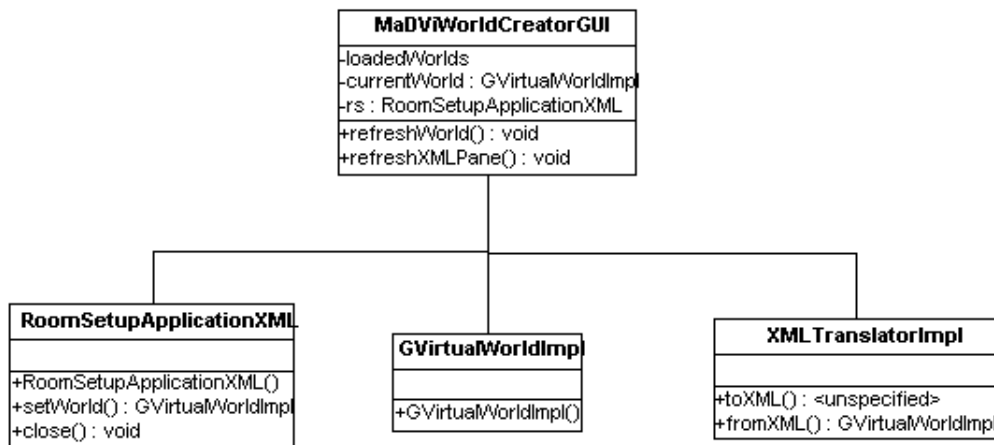 MaDViWorldCreatorGUI
-loadedWorlds
-currentWorld : GVirtualWorldImpl
-rs : RoomSetupApplicationXML
+refreshWorld() : void
+refreshXMLPane() : void
RoomSetupApplicationXML
+RoomSetupApplicationXML()
+setWorld() : GVirtualWorldImpl
+close() : void
GVirtualWorldImpl
+GVirtualWorldImpl()
XMLTranslatorImpl
+toXML() : <unspecified>
+fromXML() : GVirtualWorldImpl